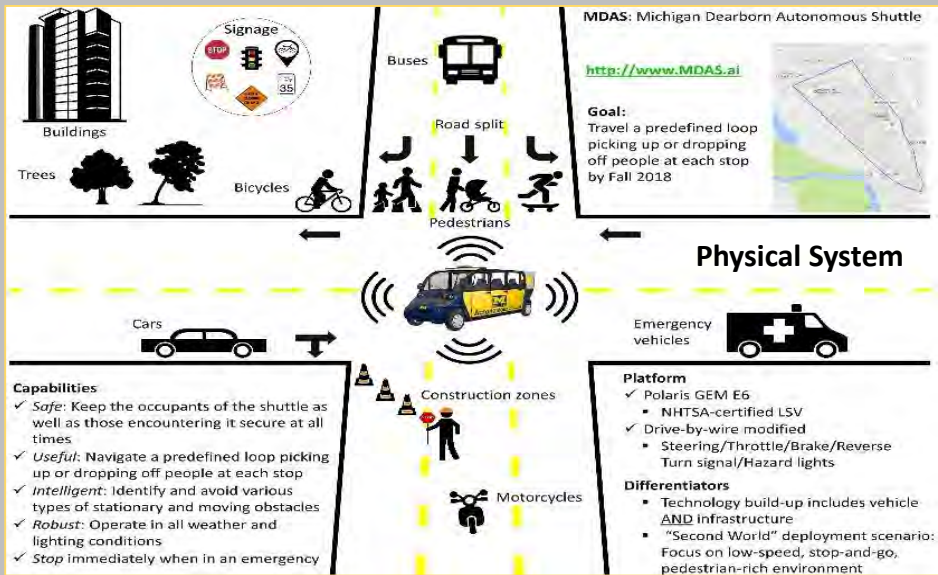 Signage
STOP
35
Buildings
Trees
Bicycles
Buses
Road split
Pedestrians
MDAS: Michigan Dearborn Autonomous Shuttle
http://www.MDAS.ai
Goal:
Travel a predefined loop
picking up or dropping
off people at each stop
by Fall 2018
Physical System
Cars
Emergency
vehicles
Capabilities
✓ Safe: Keep the occupants of the shuttle as
well as those encountering it secure at all
times
✓ Useful: Navigate a predefined loop picking
up or dropping off people at each stop
✓ Intelligent: Identify and avoid various
types of stationary and moving obstacles
✓ Robust: Operate in all weather and
lighting conditions
✓ Stop immediately when in an emergency
Construction zones
Motorcycles
Platform
✓ Polaris GEM E6
▪ NHTSA-certified LSV
✓ Drive-by-wire modified
▪ Steering/Throttle/Brake/Reverse
Turn signal/Hazard lights
Differentiators
▪ Technology build-up includes vehicle
AND infrastructure
▪ "Second World" deployment scenario:
Focus on low-speed, stop-and-go,
pedestrian-rich environment